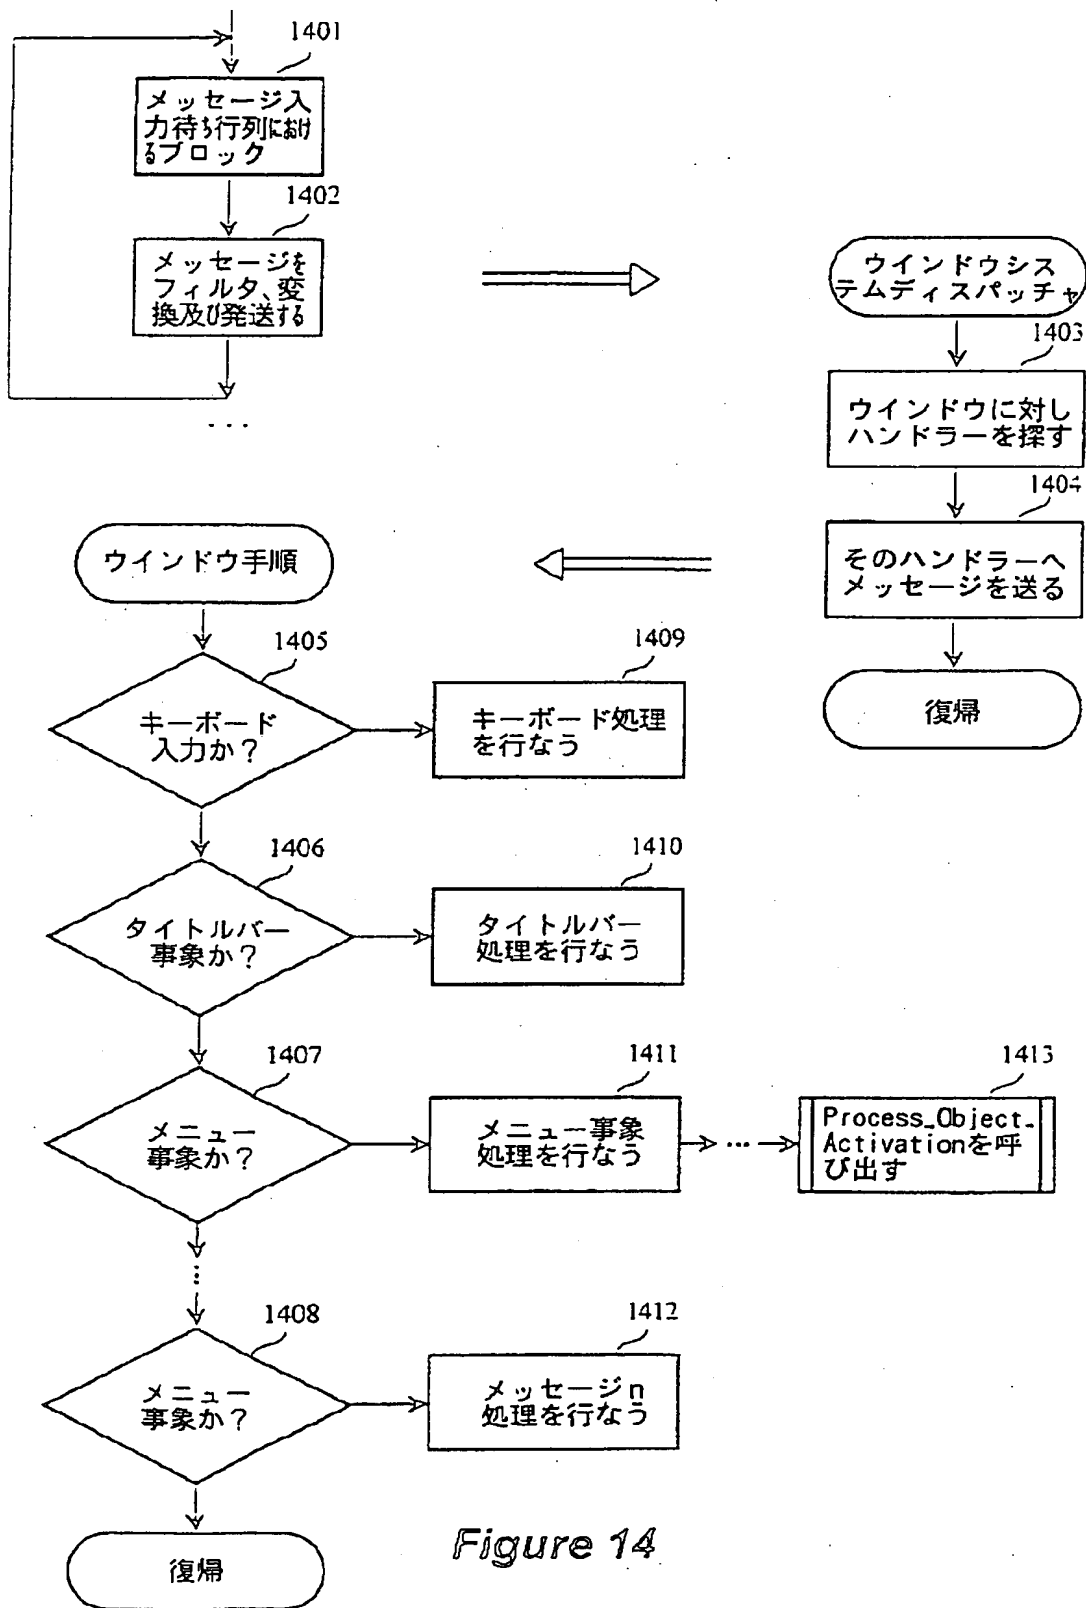 1401
メッセージ入
力待ち行列におけ
るブロック
1402
メッセージを
フィルタ、変
換及び発送する
...
ウインドウシス
テムディスパッチャ
1403
ウインドウに対し
ハンドラーを探す
1404
そのハンドラーへ
メッセージを送る
復帰
ウインドウ手順
1405
キーボード
入力か?
1409
キーボード処理
を行なう
1406
タイトルバー
事象か?
1410
タイトルバー
処理を行なう
1407
メニュー
事象か?
1411
メニュー事象
処理を行なう
...
1413
Process_Object_
Activationを呼
び出す
...
1408
メニュー
事象か?
1412
メッセージn
処理を行なう
復帰
Figure 14